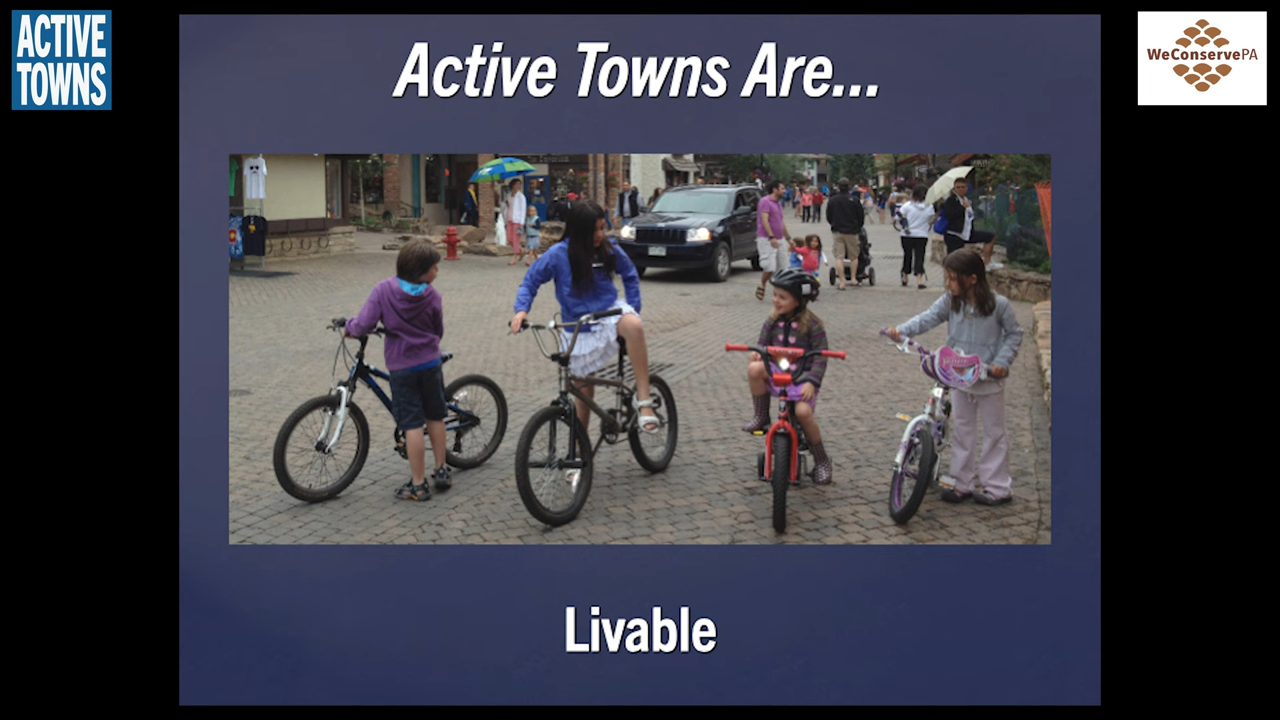 ACTIVE
TOWNS
WeConservePA
Active Towns Are...
Livable